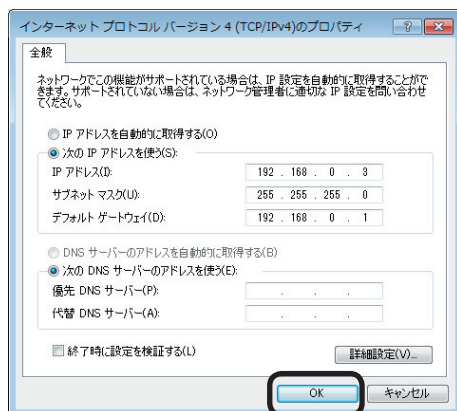 インターネット プロトコル バージョン 4 (TCP/IPv4)のプロパティ
全般
ネットワークでこの機能がサポートされている場合は、IP 設定を自動的に取得することがで
きます。サポートされていない場合は、ネットワーク管理者に適切な IP 設定を問い合わせ
てください。
IP アドレスを自動的に取得する(O)
次の IP アドレスを使う(S):
IP アドレス(I): 192 . 168 . 0 . 3
サブネット マスク(U): 255 . 255 . 255 . 0
デフォルト ゲートウェイ(D): 192 . 168 . 0 . 1
DNS サーバーのアドレスを自動的に取得する(B)
次の DNS サーバーのアドレスを使う(E):
優先 DNS サーバー(P): . . .
代替 DNS サーバー(A): . . .
終了時に設定を検証する(L)
詳細設定(V)...
OK キャンセル